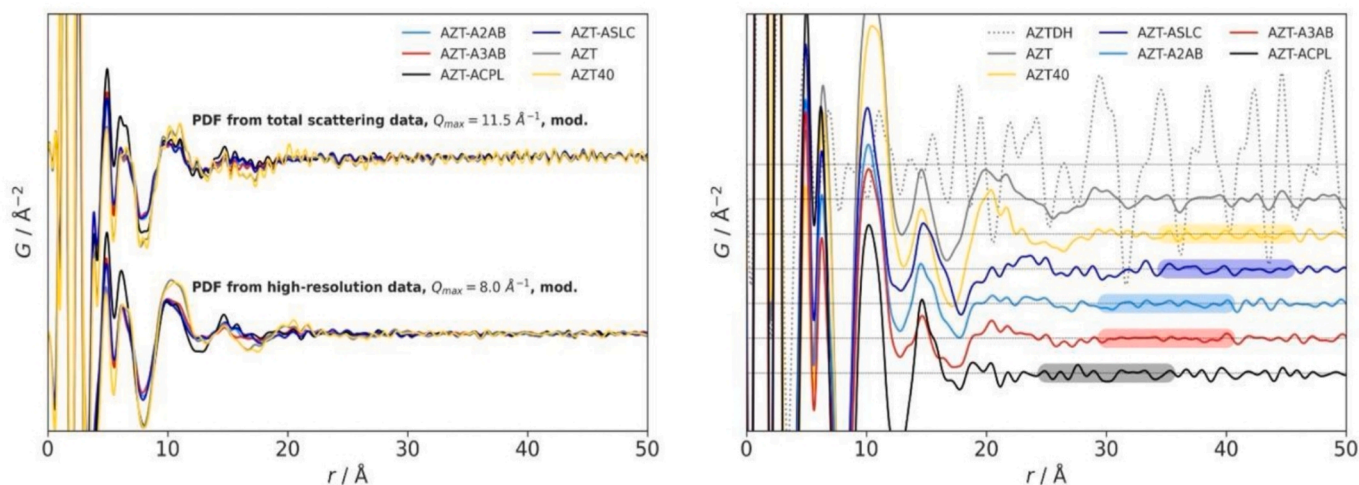 AZT-A2AB AZT-ASLC
AZT-A3AB AZT
AZT-ACPL AZT40
PDF from total scattering data, Qmax = 11.5 Å⁻¹, mod.
PDF from high-resolution data, Qmax = 8.0 Å⁻¹, mod.
G / Å⁻²
0 10 20 30 40 50
r / Å
AZTDH AZT-ASLC AZT-A3AB
AZT AZT-A2AB AZT-ACPL
AZT40
G / Å⁻²
0 10 20 30 40 50
r / Å